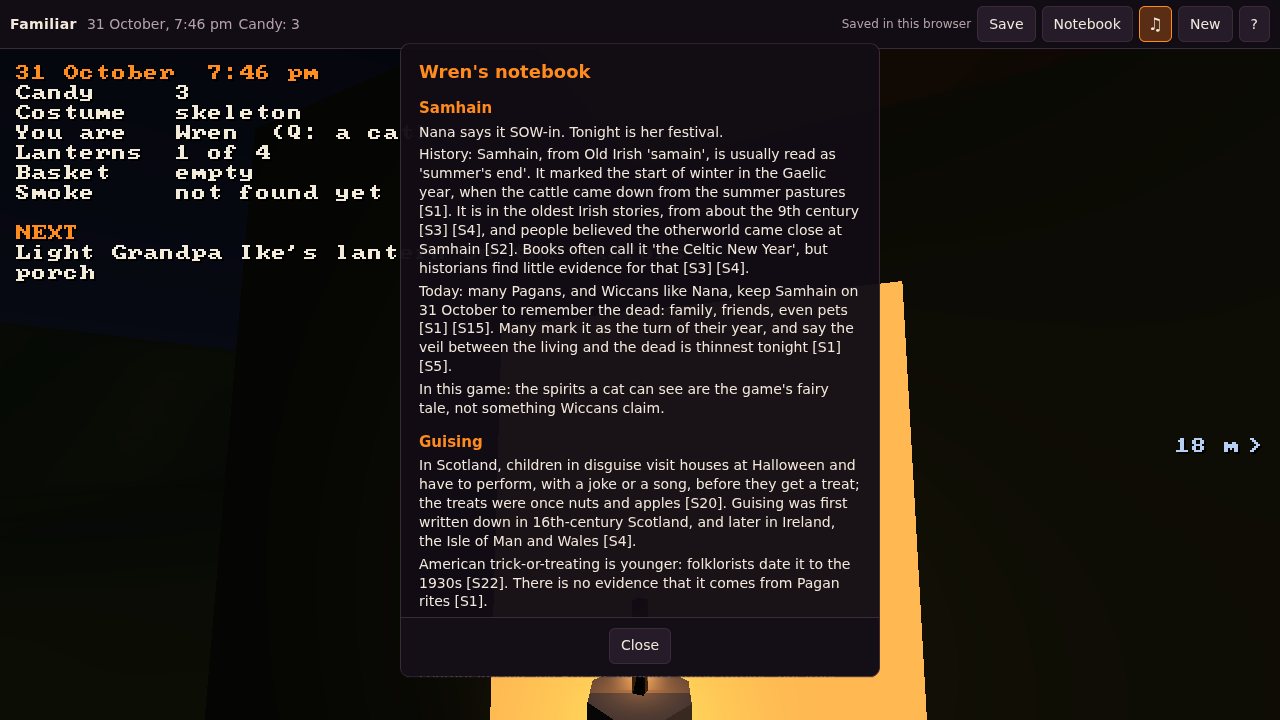 Familiar 31 October, 7:46 pm Candy: 3 Saved in this browser Save Notebook ♫ New ?
31 October 7:46 pm
Candy 3
Costume skeleton
You are Wren (Q: a cat
Lanterns 1 of 4
Basket empty
Smoke not found yet
NEXT
Light Grandpa Ike's lante
porch
Wren's notebook
Samhain
Nana says it SOW-in. Tonight is her festival.
History: Samhain, from Old Irish 'samain', is usually read as
'summer's end'. It marked the start of winter in the Gaelic
year, when the cattle came down from the summer pastures
[S1]. It is in the oldest Irish stories, from about the 9th century
[S3] [S4], and people believed the otherworld came close at
Samhain [S2]. Books often call it 'the Celtic New Year', but
historians find little evidence for that [S3] [S4].
Today: many Pagans, and Wiccans like Nana, keep Samhain on
31 October to remember the dead: family, friends, even pets
[S1] [S15]. Many mark it as the turn of their year, and say the
veil between the living and the dead is thinnest tonight [S1]
[S5].
In this game: the spirits a cat can see are the game's fairy
tale, not something Wiccans claim.
Guising
In Scotland, children in disguise visit houses at Halloween and
have to perform, with a joke or a song, before they get a treat;
the treats were once nuts and apples [S20]. Guising was first
written down in 16th-century Scotland, and later in Ireland,
the Isle of Man and Wales [S4].
American trick-or-treating is younger: folklorists date it to the
1930s [S22]. There is no evidence that it comes from Pagan
rites [S1].
Close
18 m >